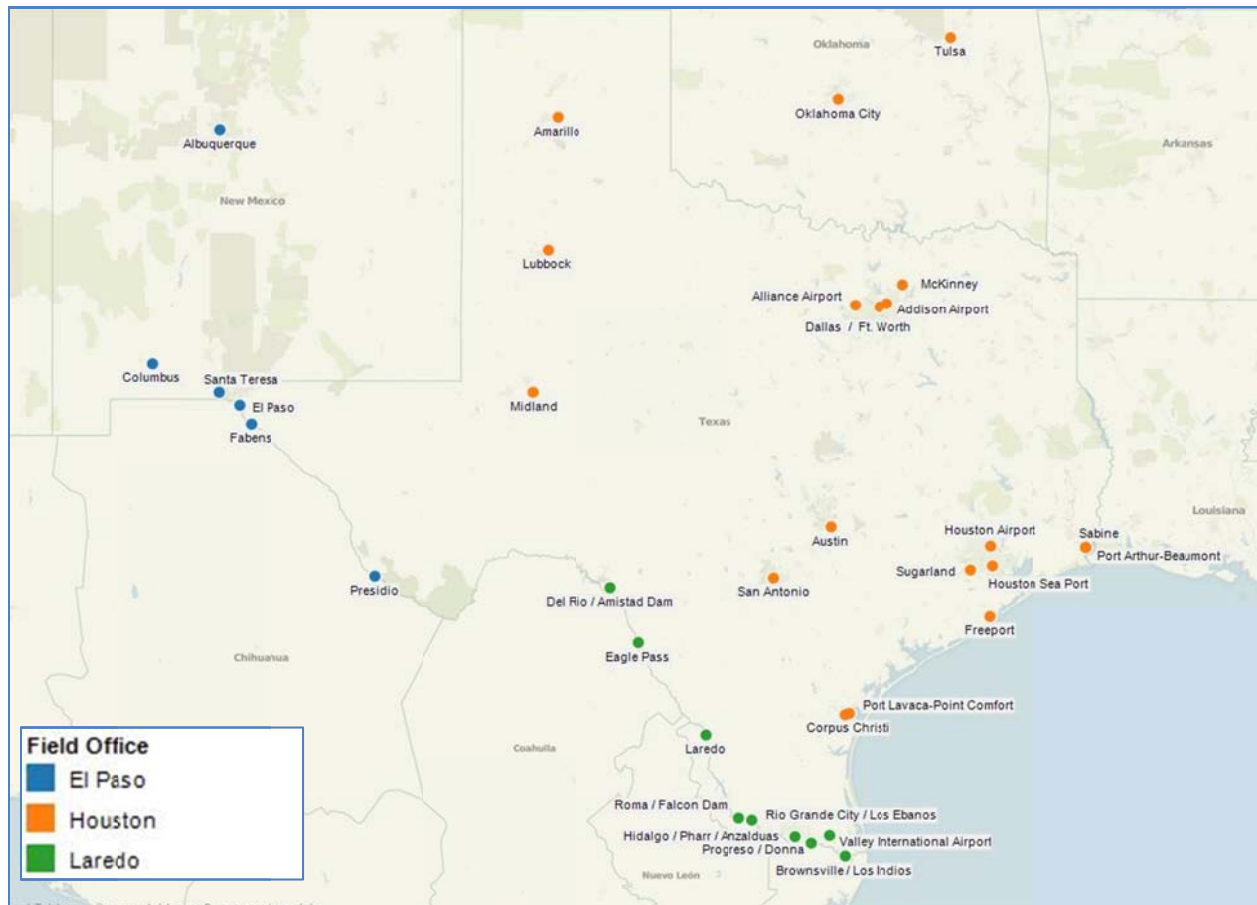 Oklahoma
Tulsa
Oklahoma City
Amarillo
Albuquerque
Arkansas
New Mexico
Lubbock
McKinney
Alliance Airport
Addison Airport
Dallas / Ft. Worth
Columbus
Santa Teresa
El Paso
Fabens
Midland
Texas
Louisiana
Austin
Houston Airport
Sabine
Port Arthur-Beaumont
Sugarland
Houston Sea Port
San Antonio
Presidio
Del Rio / Amistad Dam
Freeport
Eagle Pass
Chihuahua
Port Lavaca-Point Comfort
Corpus Christi
Coahuila
Laredo
Roma / Falcon Dam
Rio Grande City / Los Ebanos
Hidalgo / Pharr / Anzalduas
Valley International Airport
Progreso / Donna
Brownsville / Los Indios
Nuevo León
Field Office
El Paso
Houston
Laredo